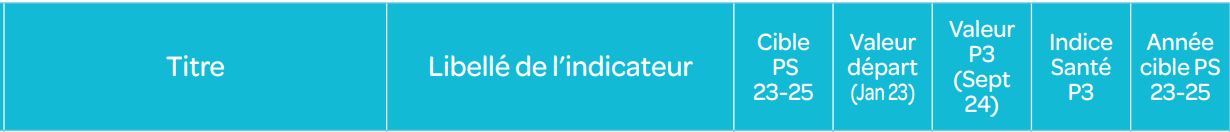 Titre
Libellé de l'indicateur
Cible
PS
23-25
Valeur
départ
(Jan 23)
Valeur
P3
(Sept
24)
Indice
Santé
P3
Année
cible PS
23-25